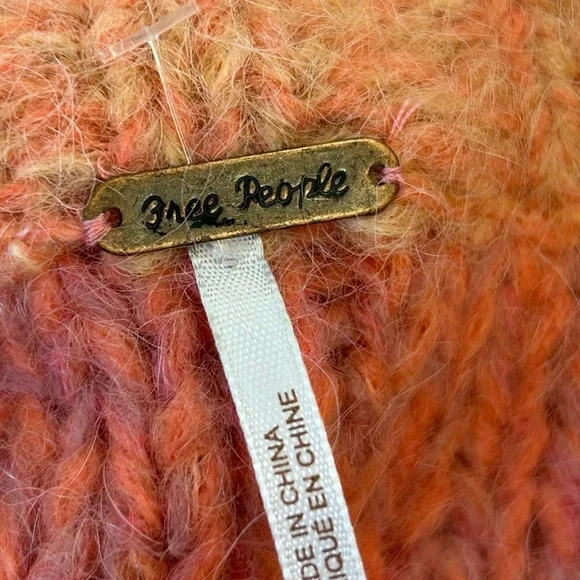 Free People
DE IN CHINA
IQUÉ EN CHINE